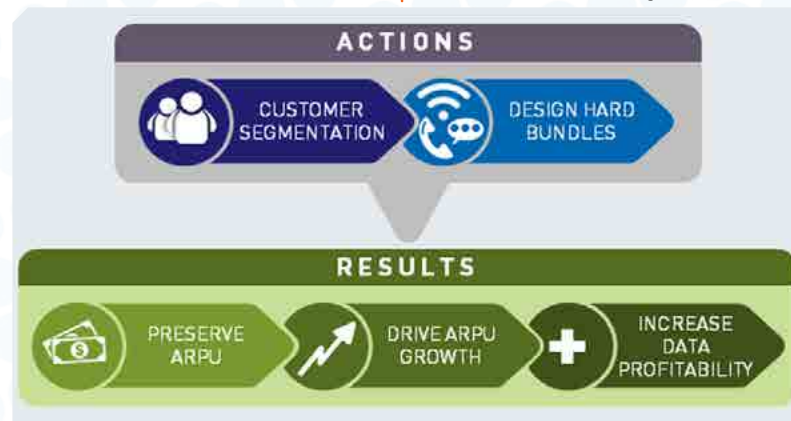 ACTIONS
CUSTOMER
SEGMENTATION
DESIGN HARD
BUNDLES
RESULTS
PRESERVE
ARPU
DRIVE ARPU
GROWTH
INCREASE
DATA
PROFITABILITY